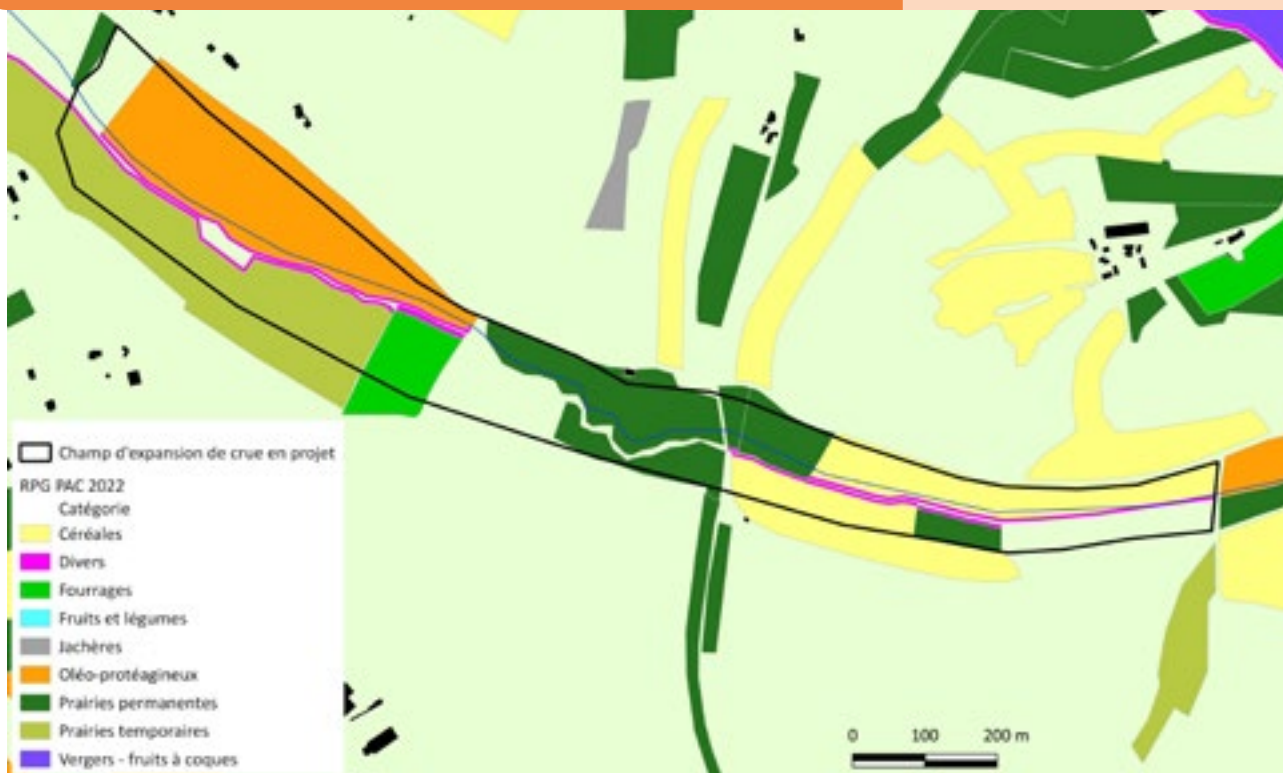 Champ d'expansion de crue en projet
RPG PAC 2022
Catégorie
Céréales
Divers
Fourrages
Fruits et légumes
Jachères
Oléo-protéagineux
Prairies permanentes
Prairies temporaires
Vergers - fruits à coques
0 100 200 m